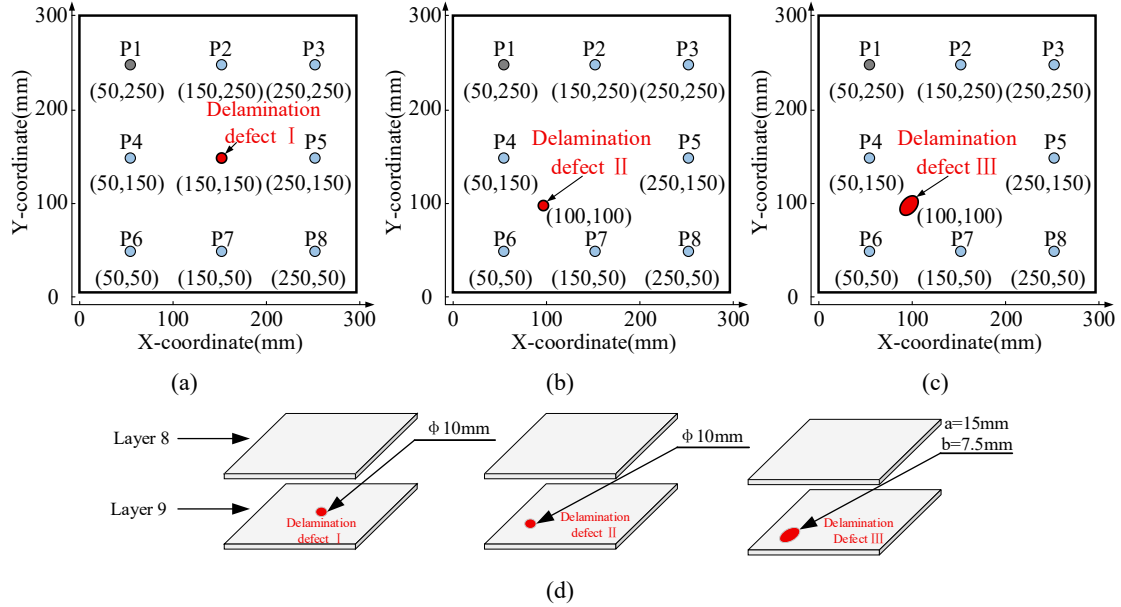 300
P1
P2
P3
(50,250)
(150,250)
(250,250)
200
Delamination
defect Ⅰ
P4
P5
(50,150)
(150,150)
(250,150)
100
P6
P7
P8
(50,50)
(150,50)
(250,50)
0
0
100
200
300
Y-coordinate(mm)
X-coordinate(mm)
(a)
300
P1
P2
P3
(50,250)
(150,250)
(250,250)
200
Delamination
defect Ⅱ
P4
P5
(50,150)
(250,150)
100
(100,100)
P6
P7
P8
(50,50)
(150,50)
(250,50)
0
0
100
200
300
Y-coordinate(mm)
X-coordinate(mm)
(b)
300
P1
P2
P3
(50,250)
(150,250)
(250,250)
200
Delamination
defect Ⅲ
P4
P5
(50,150)
(250,150)
100
(100,100)
P6
P7
P8
(50,50)
(150,50)
(250,50)
0
0
100
200
300
Y-coordinate(mm)
X-coordinate(mm)
(c)
Layer 8
Layer 9
ϕ10mm
Delamination
defect Ⅰ
ϕ10mm
Delamination
defect Ⅱ
a=15mm
b=7.5mm
Delamination
Defect Ⅲ
(d)